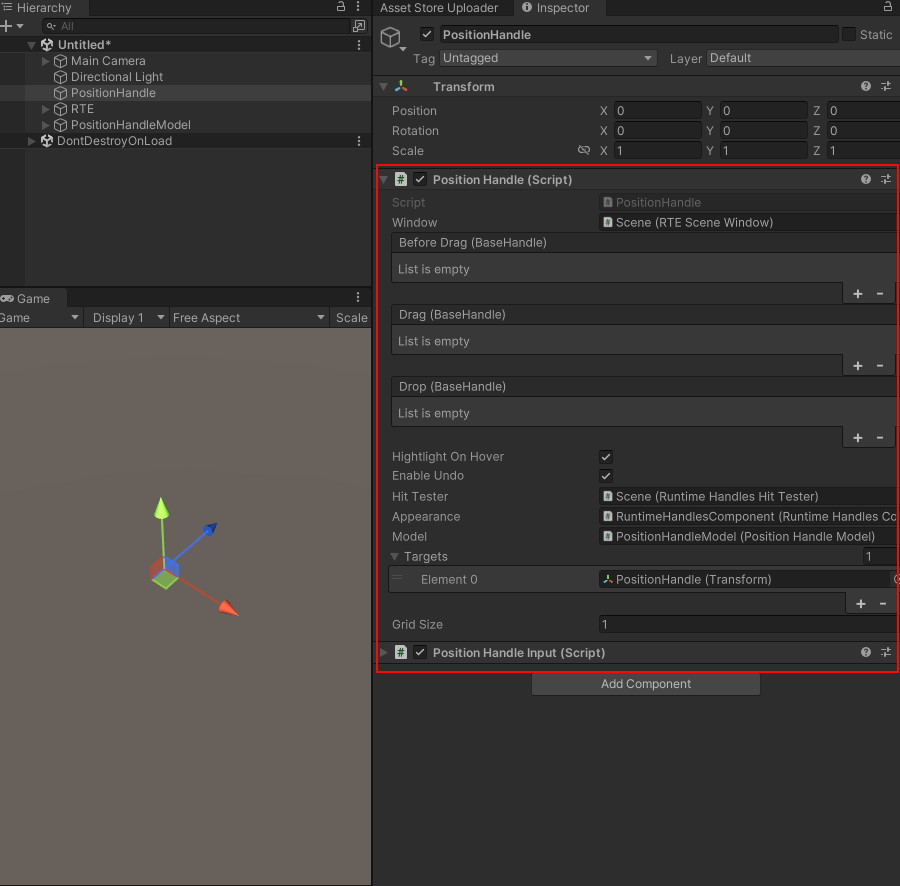 Hierarchy
All
Untitled*
Main Camera
Directional Light
PositionHandle
RTE
PositionHandleModel
DontDestroyOnLoad
Game
Game
Display 1
Free Aspect
Scale
Asset Store Uploader
Inspector
PositionHandle
Static
Tag
Untagged
Layer
Default
Transform
Position X 0 Y 0 Z 0
Rotation X 0 Y 0 Z 0
Scale X 1 Y 1 Z 1
# Position Handle (Script)
Script PositionHandle
Window Scene (RTE Scene Window)
Before Drag (BaseHandle)
List is empty
+ -
Drag (BaseHandle)
List is empty
+ -
Drop (BaseHandle)
List is empty
+ -
Hightlight On Hover
Enable Undo
Hit Tester Scene (Runtime Handles Hit Tester)
Appearance RuntimeHandlesComponent (Runtime Handles Co
Model PositionHandleModel (Position Handle Model)
Targets 1
Element 0 PositionHandle (Transform)
+ -
Grid Size 1
# Position Handle Input (Script)
Add Component